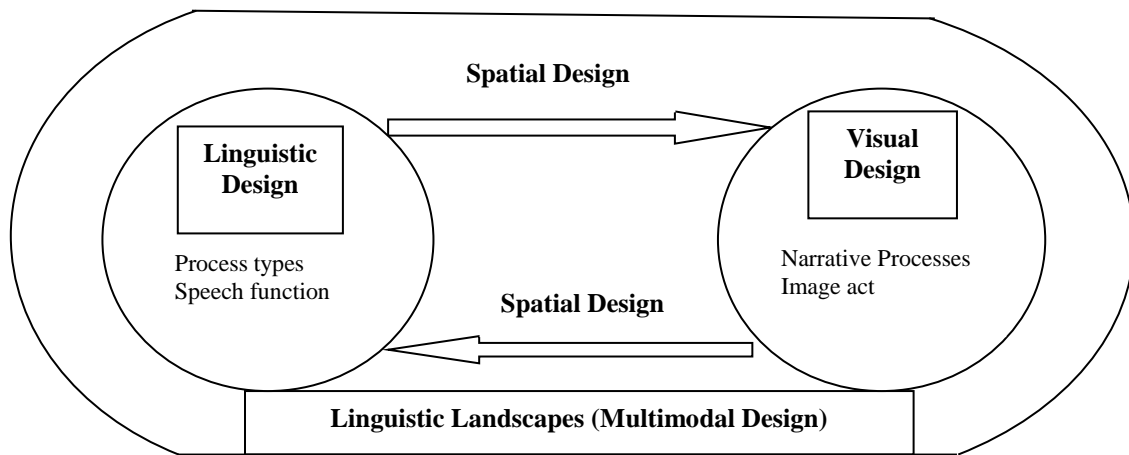 Spatial Design
Linguistic
Design
Process types
Speech function
Visual
Design
Narrative Processes
Image act
Spatial Design
Linguistic Landscapes (Multimodal Design)